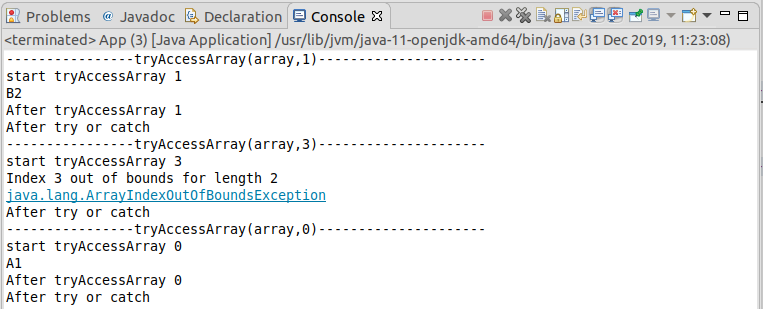 Problems @ Javadoc Declaration Console
<terminated> App (3) [Java Application] /usr/lib/jvm/java-11-openjdk-amd64/bin/java (31 Dec 2019, 11:23:08)
----------------tryAccessArray(array,1)---------------------
start tryAccessArray 1
B2
After tryAccessArray 1
After try or catch
----------------tryAccessArray(array,3)---------------------
start tryAccessArray 3
Index 3 out of bounds for length 2
java.lang.ArrayIndexOutOfBoundsException
After try or catch
----------------tryAccessArray(array,0)---------------------
start tryAccessArray 0
A1
After tryAccessArray 0
After try or catch